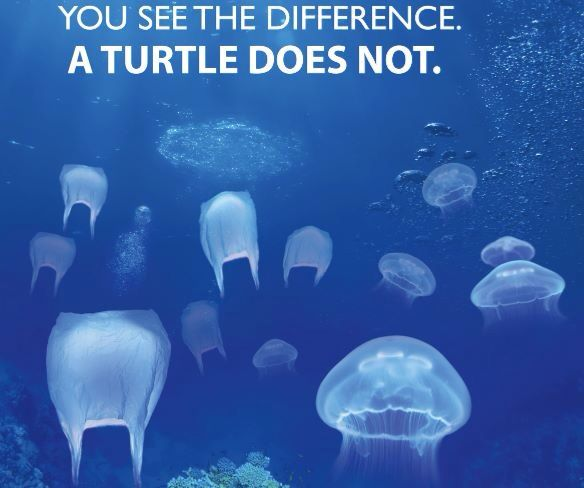 YOU SEE THE DIFFERENCE.
A TURTLE DOES NOT.